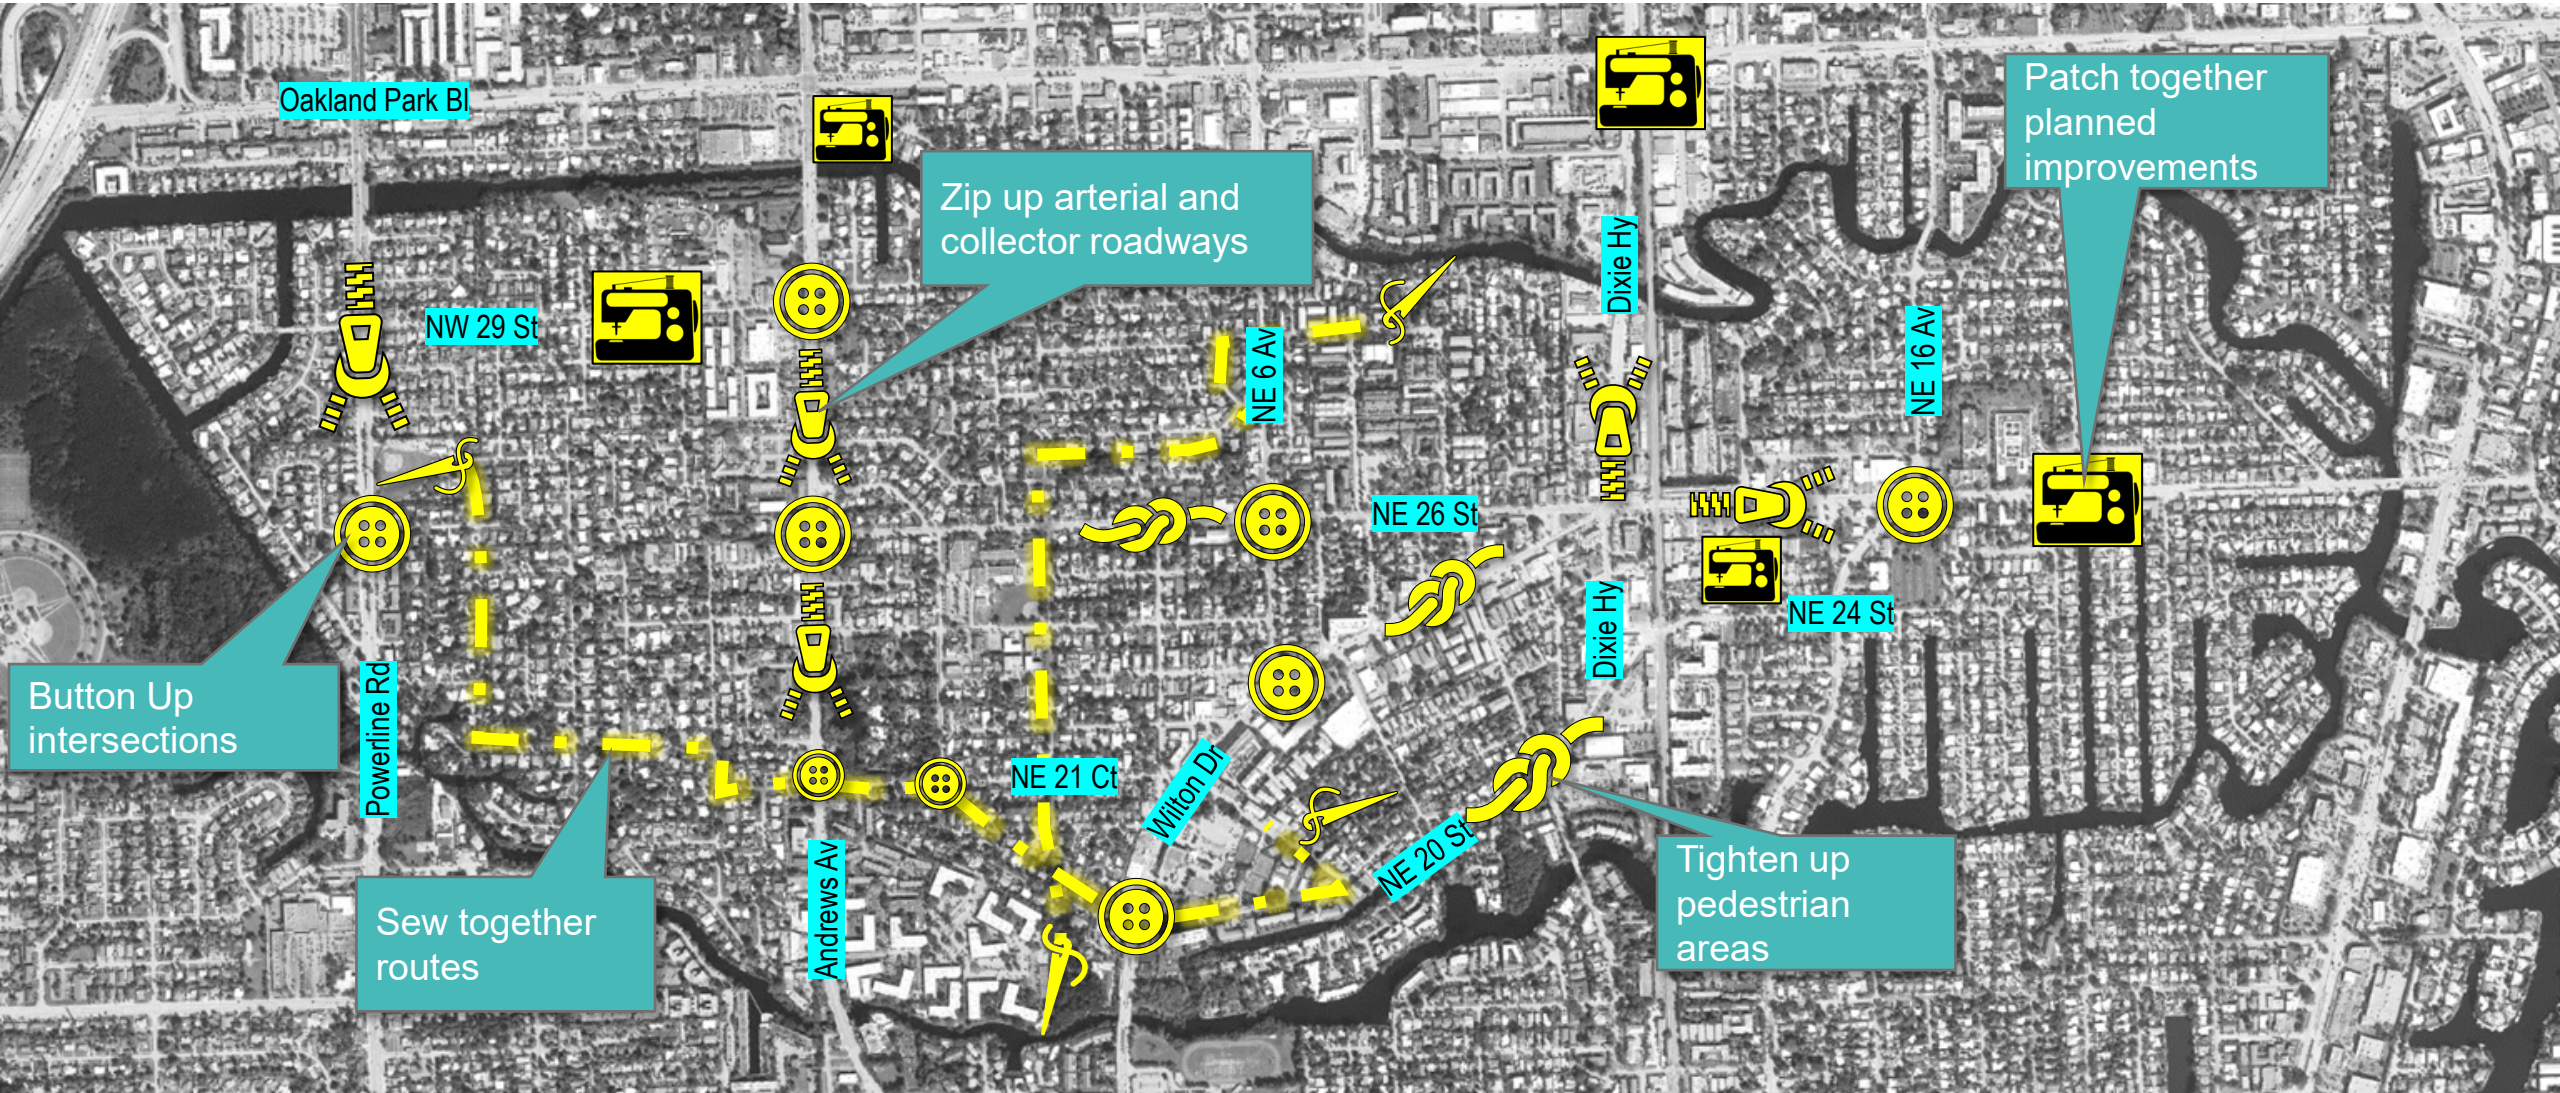 Oakland Park Bl
Patch together
planned
improvements
Zip up arterial and
collector roadways
Dixie Hy
NW 29 St
NE 6 Av
NE 16 Av
NE 26 St
Dixie Hy
NE 24 St
Button Up
intersections
Powerline Rd
NE 21 Ct
Wilton Dr
NE 20 St
Andrews Av
Tighten up
pedestrian
areas
Sew together
routes